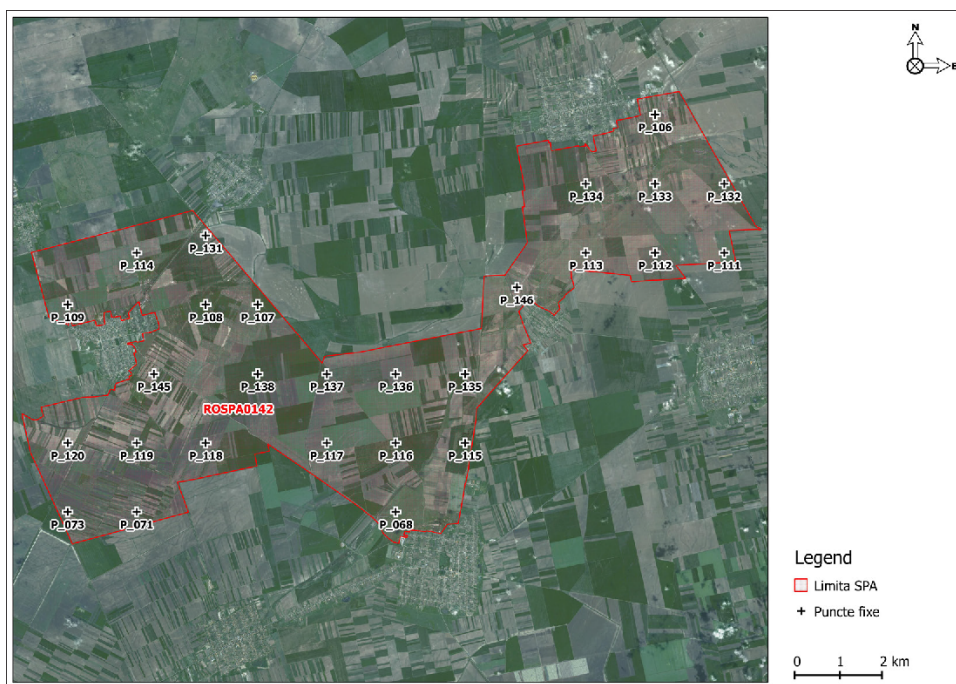 N
E
P_106
P_134
P_133
P_132
P_131
P_114
P_113
P_112
P_111
P_146
P_109
P_108
P_107
P_145
P_138
P_137
P_136
P_135
ROSPA0142
P_120
P_119
P_118
P_117
P_116
P_115
P_073
P_071
P_068
Legend
Limita SPA
Puncte fixe
0 1 2 km